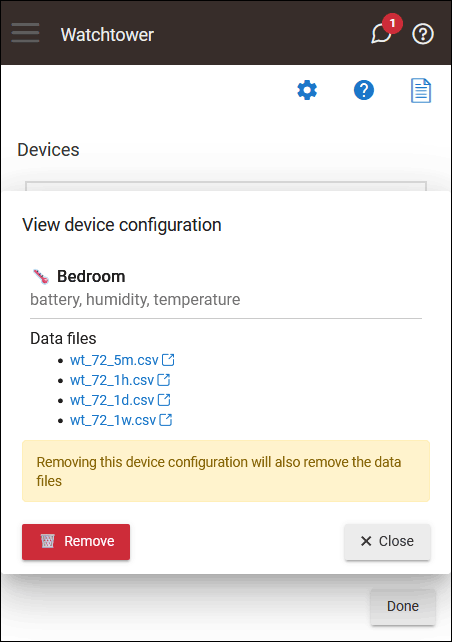 Watchtower
1
Devices
View device configuration
Bedroom
battery, humidity, temperature
Data files
wt_72_5m.csv
wt_72_1h.csv
wt_72_1d.csv
wt_72_1w.csv
Removing this device configuration will also remove the data
files
Remove
Close
Done